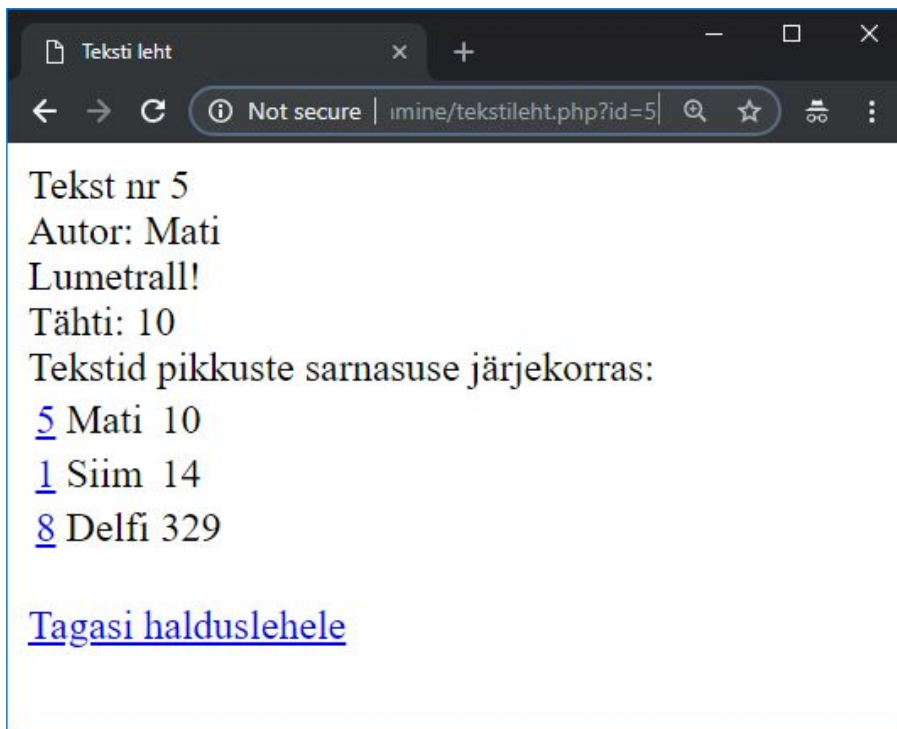 Teksti leht
Not secure | ımine/tekstileht.php?id=5
Tekst nr 5
Autor: Mati
Lumetrall!
Tähti: 10
Tekstid pikkuste sarnasuse järjekorras:
5 Mati 10
1 Siim 14
8 Delfi 329
Tagasi halduslehele